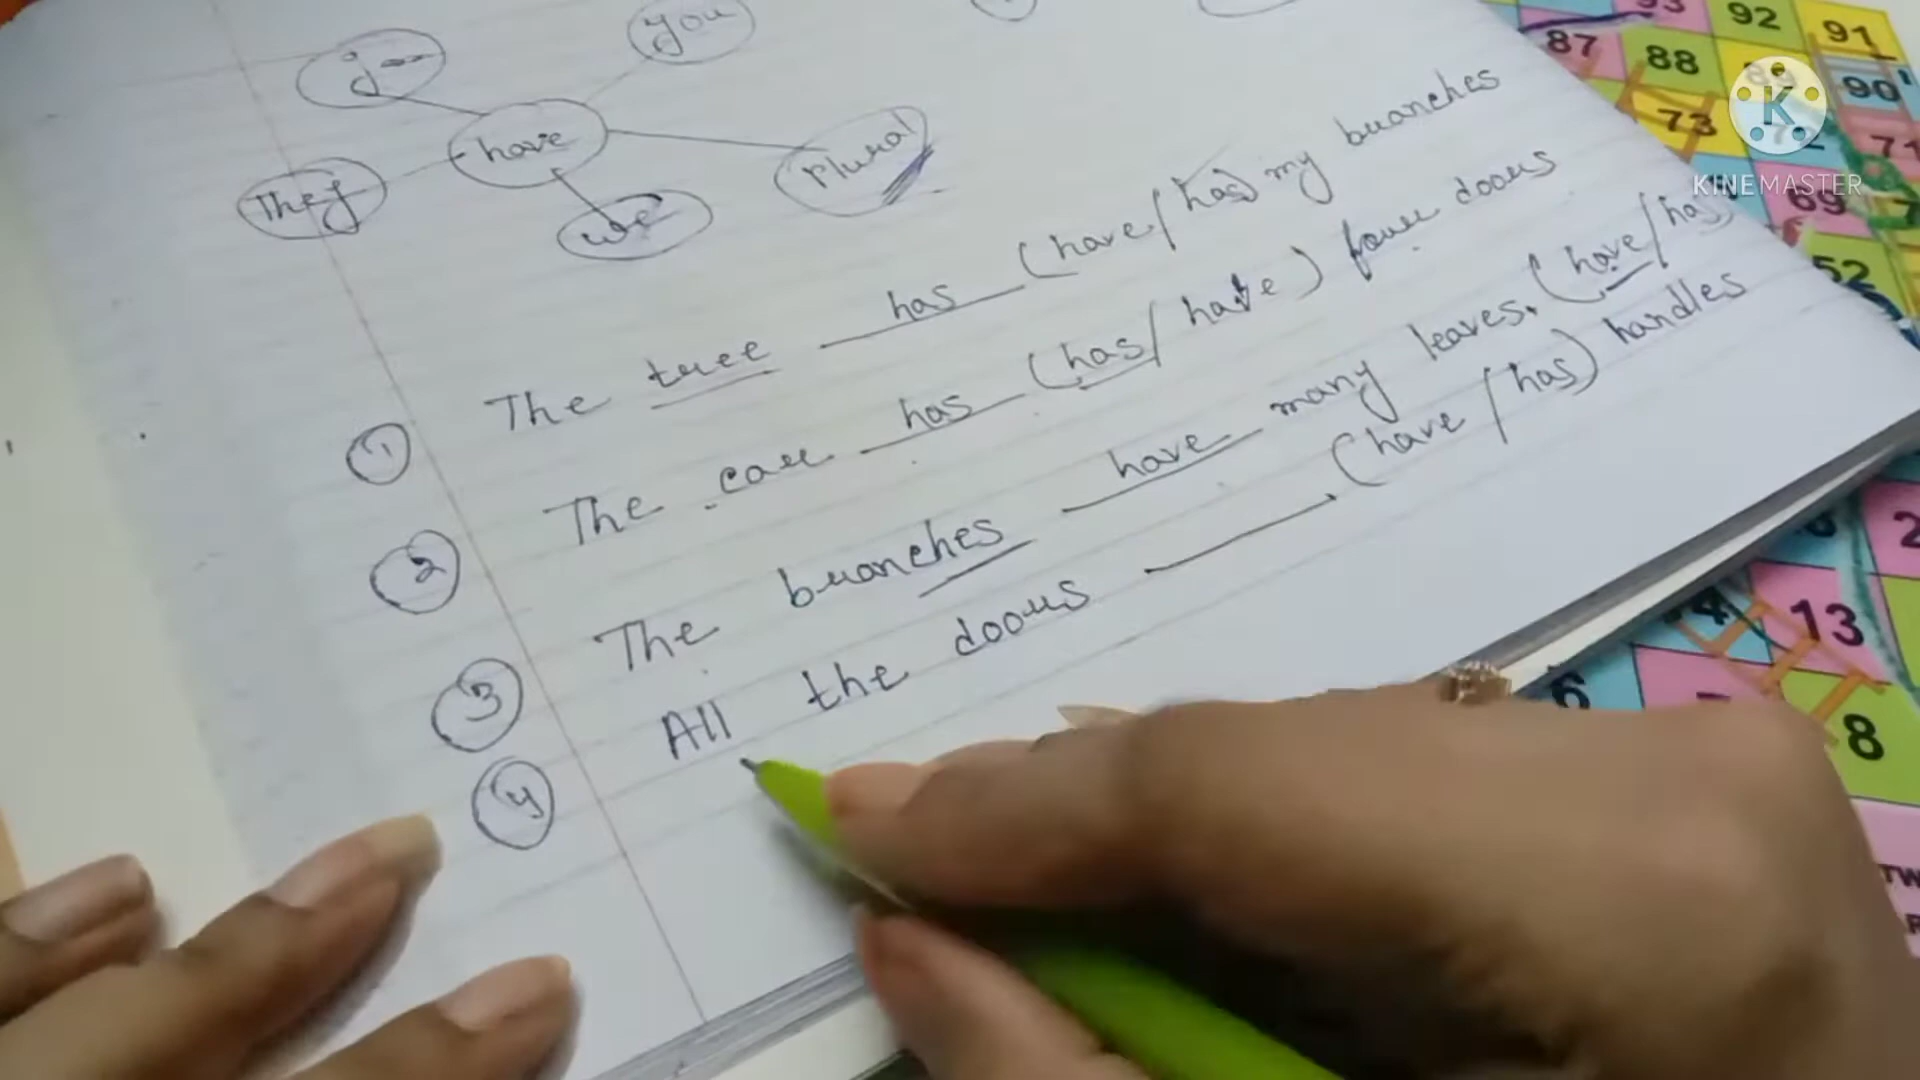 you
have
They
we
Plural
① The tree has (have/has) my branches
② The car has (has/have) four doors
③ The branches have many leaves. (have/has
④ All the doors ______ (have/has) handles
KINEMASTER
K
92
91
87
88
90
73
71
69
52
13
8